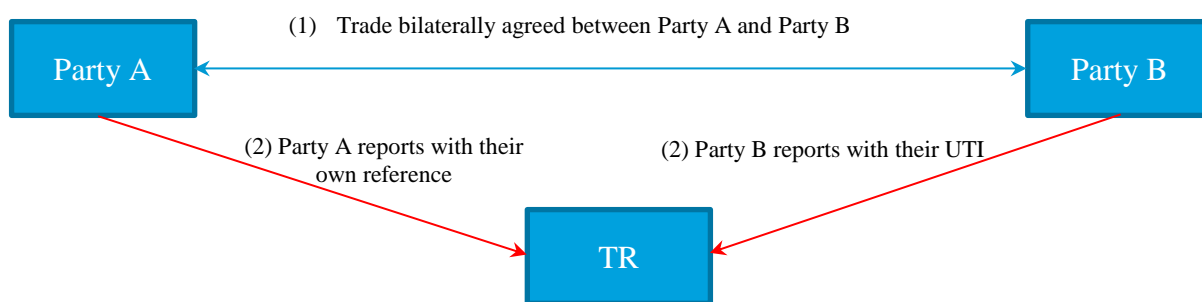 (1) Trade bilaterally agreed between Party A and Party B
Party A
Party B
(2) Party A reports with their
own reference
(2) Party B reports with their UTI
TR